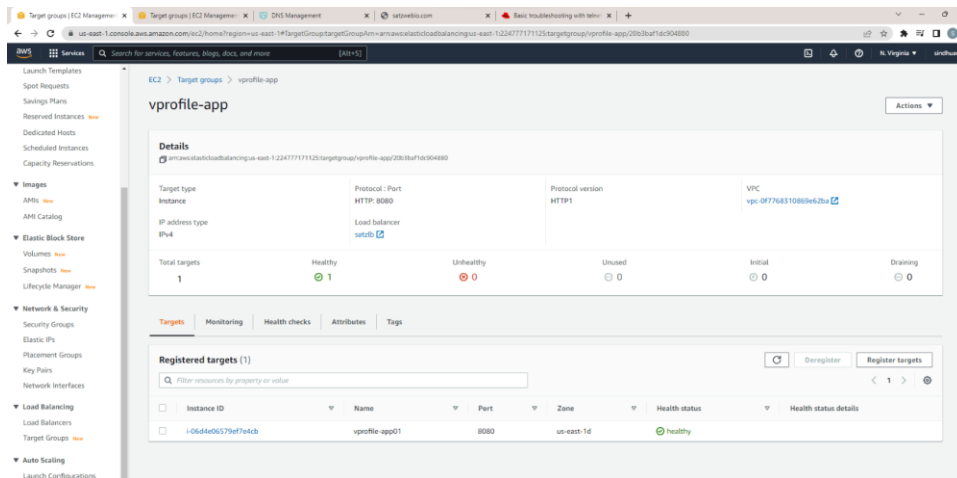 Target groups | EC2 Managemen
Target groups | EC2 Managemen
DNS Management
satzwebio.com
Basic troubleshooting with telne
us-east-1.console.aws.amazon.com/ec2/home?region=us-east-1#TargetGroup:targetGroupArn=arn:aws:elasticloadbalancing:us-east-1:224777171125:targetgroup/vprofile-app/20b3baf1dc904880
aws
Services
Search for services, features, blogs, docs, and more
[Alt+S]
N. Virginia
sindhua
Launch Templates
Spot Requests
Savings Plans
Reserved Instances New
Dedicated Hosts
Scheduled Instances
Capacity Reservations
Images
AMIs New
AMI Catalog
Elastic Block Store
Volumes New
Snapshots New
Lifecycle Manager New
Network & Security
Security Groups
Elastic IPs
Placement Groups
Key Pairs
Network Interfaces
Load Balancing
Load Balancers
Target Groups New
Auto Scaling
Launch Configurations
EC2 > Target groups > vprofile-app
vprofile-app
Actions
Details
arn:aws:elasticloadbalancing:us-east-1:224777171125:targetgroup/vprofile-app/20b3baf1dc904880
Target type
Instance
Protocol : Port
HTTP: 8080
Protocol version
HTTP1
VPC
vpc-0f7768310869e62ba
IP address type
IPv4
Load balancer
satzlb
Total targets
1
Healthy
1
Unhealthy
0
Unused
0
Initial
0
Draining
0
Targets
Monitoring
Health checks
Attributes
Tags
Registered targets (1)
Deregister
Register targets
Filter resources by property or value
1
Instance ID
Name
Port
Zone
Health status
Health status details
i-06d4e06579ef7e4cb
vprofile-app01
8080
us-east-1d
healthy